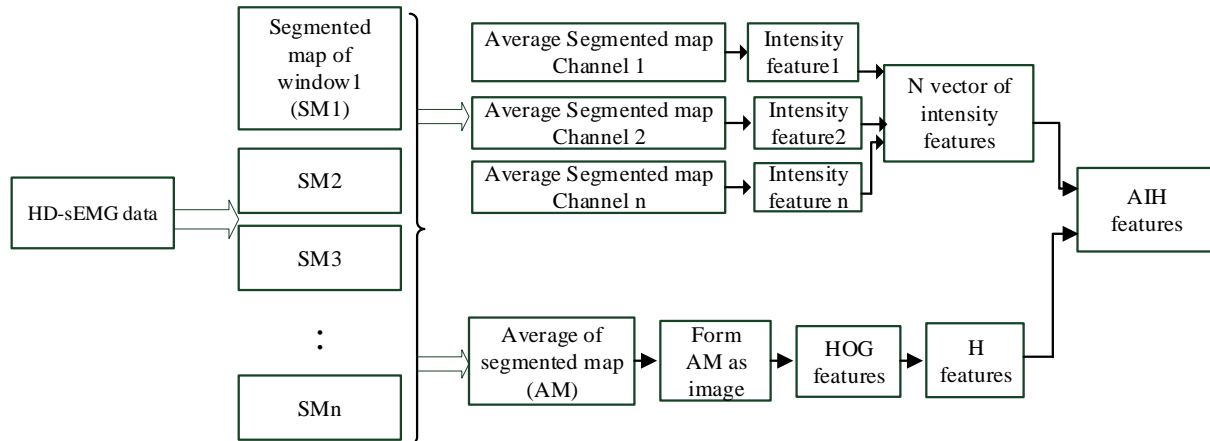 HD-sEMG data
Segmented
map of
window1
(SM1)
SM2
SM3
:
SMn
Average Segmented map
Channel 1
Intensity
feature1
Average Segmented map
Channel 2
Intensity
feature2
Average Segmented map
Channel n
Intensity
feature n
N vector of
intensity
features
Average of
segmented map
(AM)
Form
AM as
image
HOG
features
H
features
AIH
features